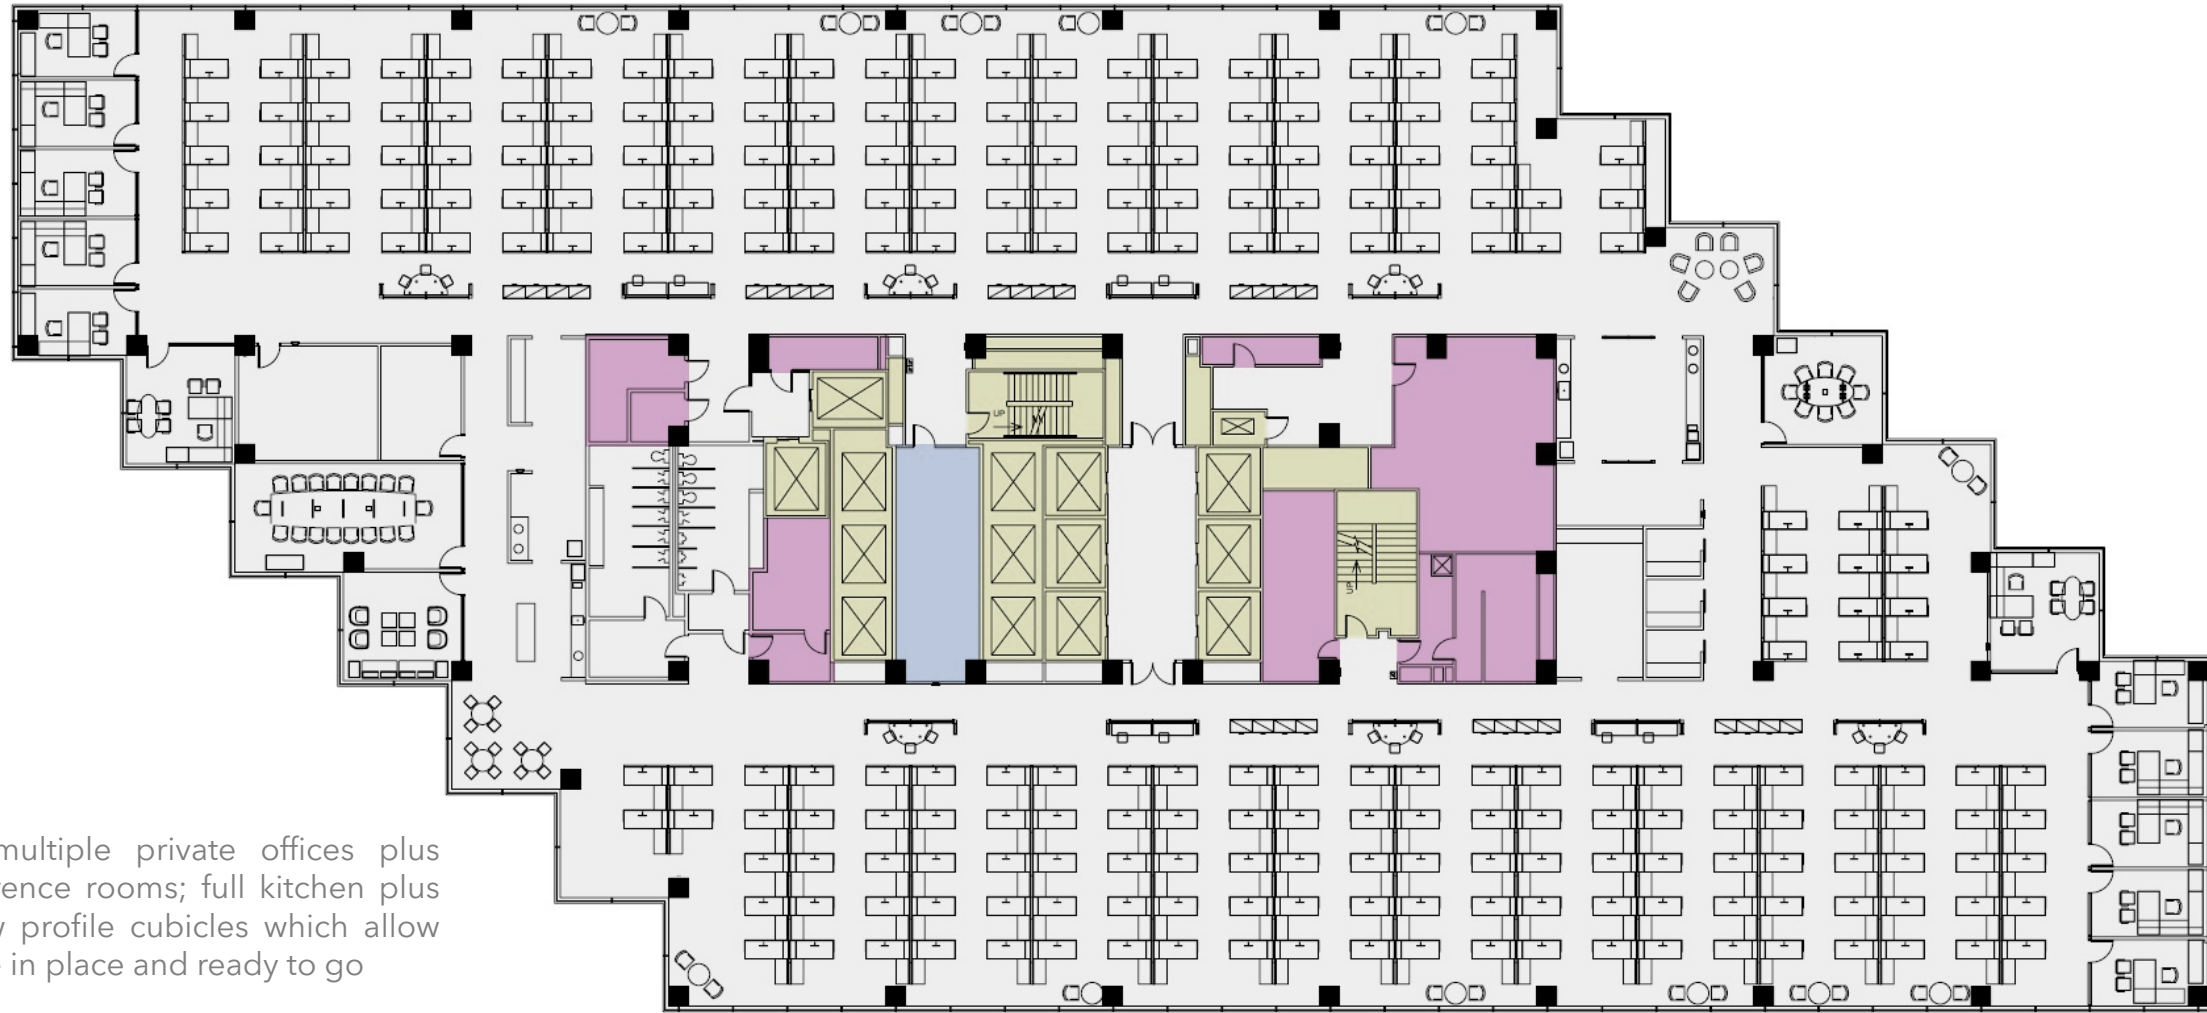 UP
UP
multiple private offices plus
rence rooms; full kitchen plus
profile cubicles which allow
in place and ready to go